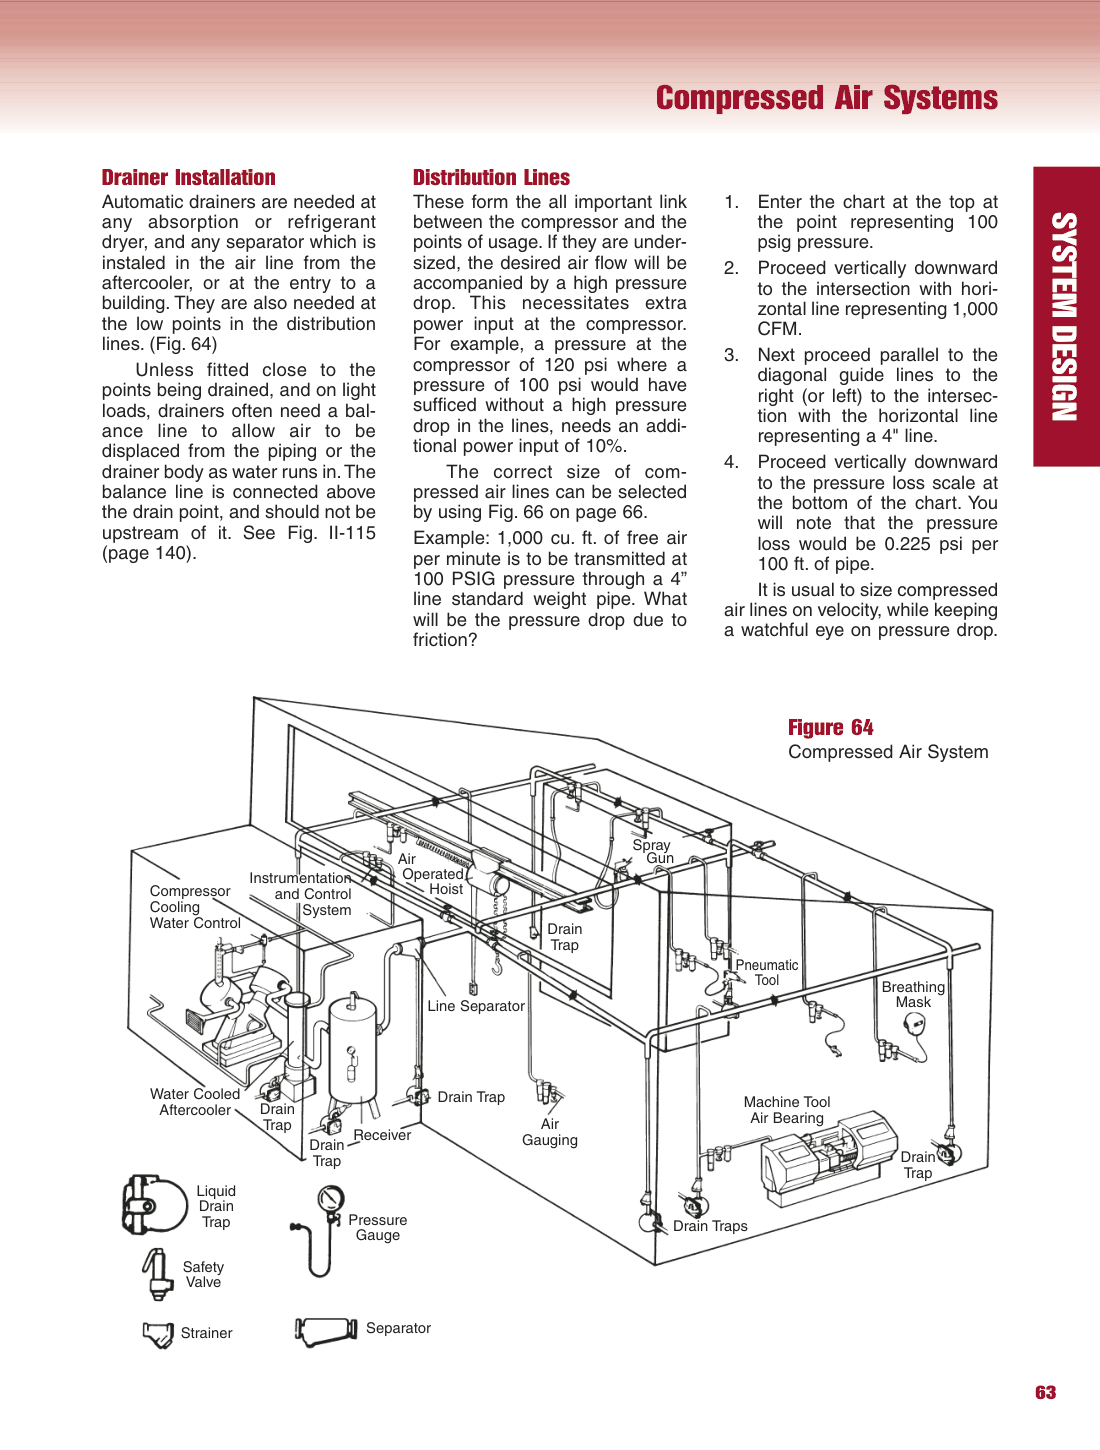 Compressed Air Systems
SYSTEM DESIGN
Drainer Installation
Automatic drainers are needed at
any absorption or refrigerant
dryer, and any separator which is
instaled in the air line from the
aftercooler, or at the entry to a
building. They are also needed at
the low points in the distribution
lines. (Fig. 64)
Unless fitted close to the
points being drained, and on light
loads, drainers often need a bal-
ance line to allow air to be
displaced from the piping or the
drainer body as water runs in. The
balance line is connected above
the drain point, and should not be
upstream of it. See Fig. II-115
(page 140).
Distribution Lines
These form the all important link
between the compressor and the
points of usage. If they are under-
sized, the desired air flow will be
accompanied by a high pressure
drop. This necessitates extra
power input at the compressor.
For example, a pressure at the
compressor of 120 psi where a
pressure of 100 psi would have
sufficed without a high pressure
drop in the lines, needs an addi-
tional power input of 10%.
The correct size of com-
pressed air lines can be selected
by using Fig. 66 on page 66.
Example: 1,000 cu. ft. of free air
per minute is to be transmitted at
100 PSIG pressure through a 4”
line standard weight pipe. What
will be the pressure drop due to
friction?
1. Enter the chart at the top at
the point representing 100
psig pressure.
2. Proceed vertically downward
to the intersection with hori-
zontal line representing 1,000
CFM.
3. Next proceed parallel to the
diagonal guide lines to the
right (or left) to the intersec-
tion with the horizontal line
representing a 4" line.
4. Proceed vertically downward
to the pressure loss scale at
the bottom of the chart. You
will note that the pressure
loss would be 0.225 psi per
100 ft. of pipe.
It is usual to size compressed
air lines on velocity, while keeping
a watchful eye on pressure drop.
Figure 64
Compressed Air System
Spray
Gun
Air
Operated
Hoist
Instrumentation
and Control
System
Compressor
Cooling
Water Control
Drain
Trap
Pneumatic
Tool
Breathing
Mask
Line Separator
Water Cooled
Aftercooler
Drain
Trap
Drain
Trap
Receiver
Drain Trap
Air
Gauging
Machine Tool
Air Bearing
Drain
Trap
Drain Traps
Liquid
Drain
Trap
Pressure
Gauge
Safety
Valve
Strainer
Separator
63